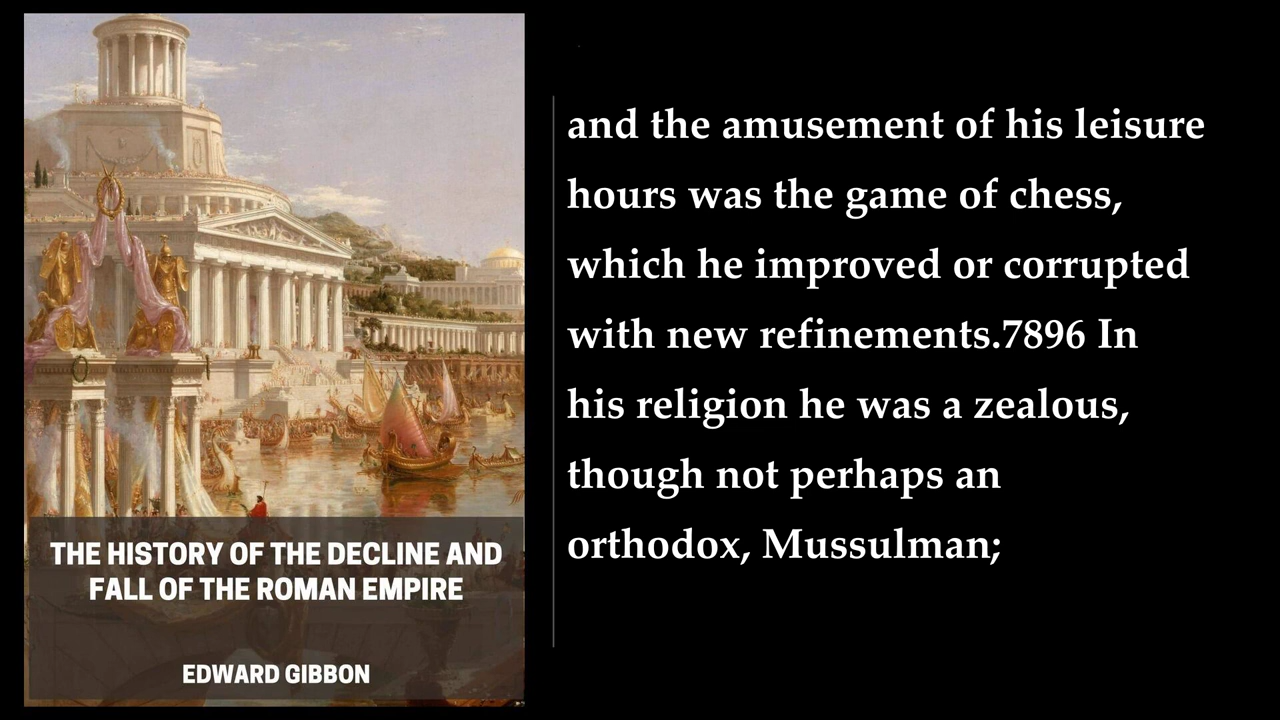 THE HISTORY OF THE DECLINE AND
FALL OF THE ROMAN EMPIRE
EDWARD GIBBON
and the amusement of his leisure
hours was the game of chess,
which he improved or corrupted
with new refinements.7896 In
his religion he was a zealous,
though not perhaps an
orthodox, Mussulman;